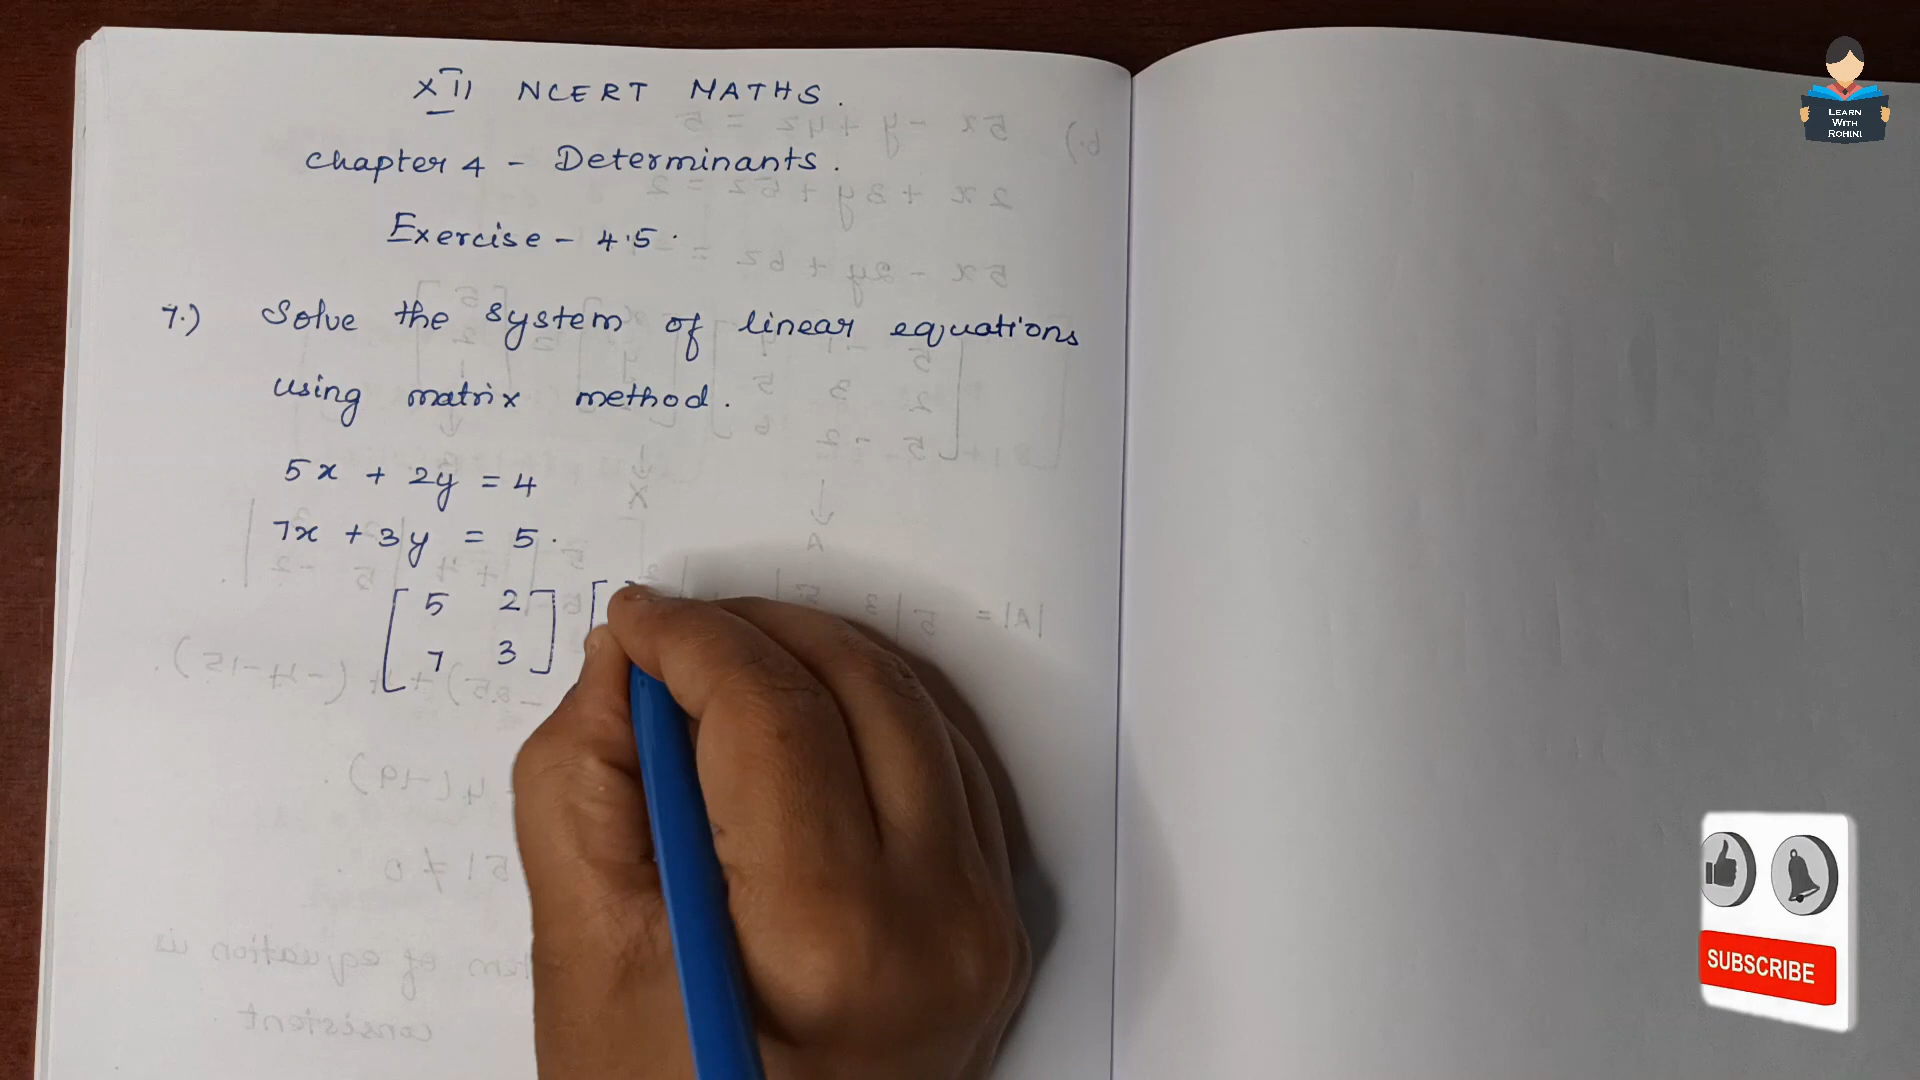 XII NCERT MATHS.
Chapter 4 - Determinants.
Exercise - 4.5.
7.) Solve the system of linear equations
using matrix method.
5x + 2y = 4
7x + 3y = 5.
[5 2] [
[7 3]
LEARN
WITH
ROHINI
SUBSCRIBE